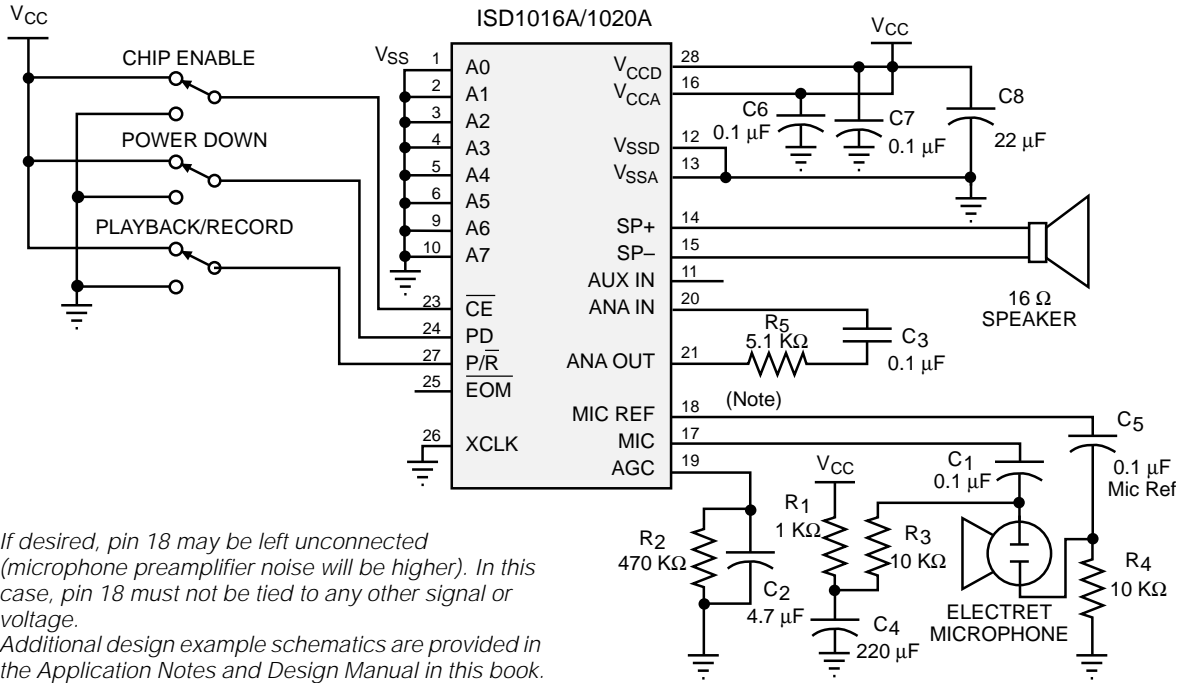 VCC
ISD1016A/1020A
VCC
CHIP ENABLE
POWER DOWN
PLAYBACK/RECORD
VSS
1 A0
2 A1
3 A2
4 A3
5 A4
6 A5
9 A6
10 A7
23 CE
24 PD
27 P/R
25 EOM
26 XCLK
VCCD 28
VCCA 16
VSSD 12
VSSA 13
SP+ 14
SP– 15
AUX IN 11
ANA IN 20
ANA OUT 21
MIC REF 18
MIC 17
AGC 19
C6
0.1 µF
C7
0.1 µF
C8
22 µF
16 Ω
SPEAKER
R5
5.1 KΩ
C3
0.1 µF
(Note)
C5
0.1 µF
Mic Ref
C1
0.1 µF
VCC
R1
1 KΩ
R3
10 KΩ
R2
470 KΩ
C2
4.7 µF
C4
220 µF
R4
10 KΩ
ELECTRET
MICROPHONE
If desired, pin 18 may be left unconnected
(microphone preamplifier noise will be higher). In this
case, pin 18 must not be tied to any other signal or
voltage.
Additional design example schematics are provided in
the Application Notes and Design Manual in this book.